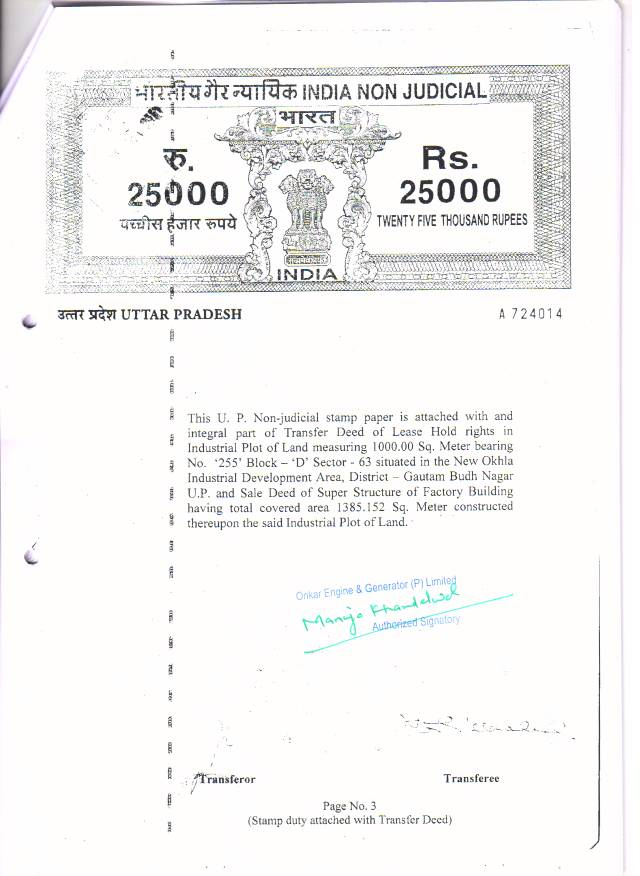 भारतीय गैर न्यायिक INDIA NON JUDICIAL
भारत
रु.
25000
पच्चीस हजार रुपये
Rs.
25000
TWENTY FIVE THOUSAND RUPEES
INDIA
उत्तर प्रदेश UTTAR PRADESH
A 724014
This U. P. Non-judicial stamp paper is attached with and
integral part of Transfer Deed of Lease Hold rights in
Industrial Plot of Land measuring 1000.00 Sq. Meter bearing
No. ‘255’ Block – ‘D’ Sector - 63 situated in the New Okhla
Industrial Development Area, District – Gautam Budh Nagar
U.P. and Sale Deed of Super Structure of Factory Building
having total covered area 1385.152 Sq. Meter constructed
thereupon the said Industrial Plot of Land.
Onkar Engine & Generator (P) Limited
Manoj Khandelwal
Authorized Signatory
Transferor
Transferee
Page No. 3
(Stamp duty attached with Transfer Deed)